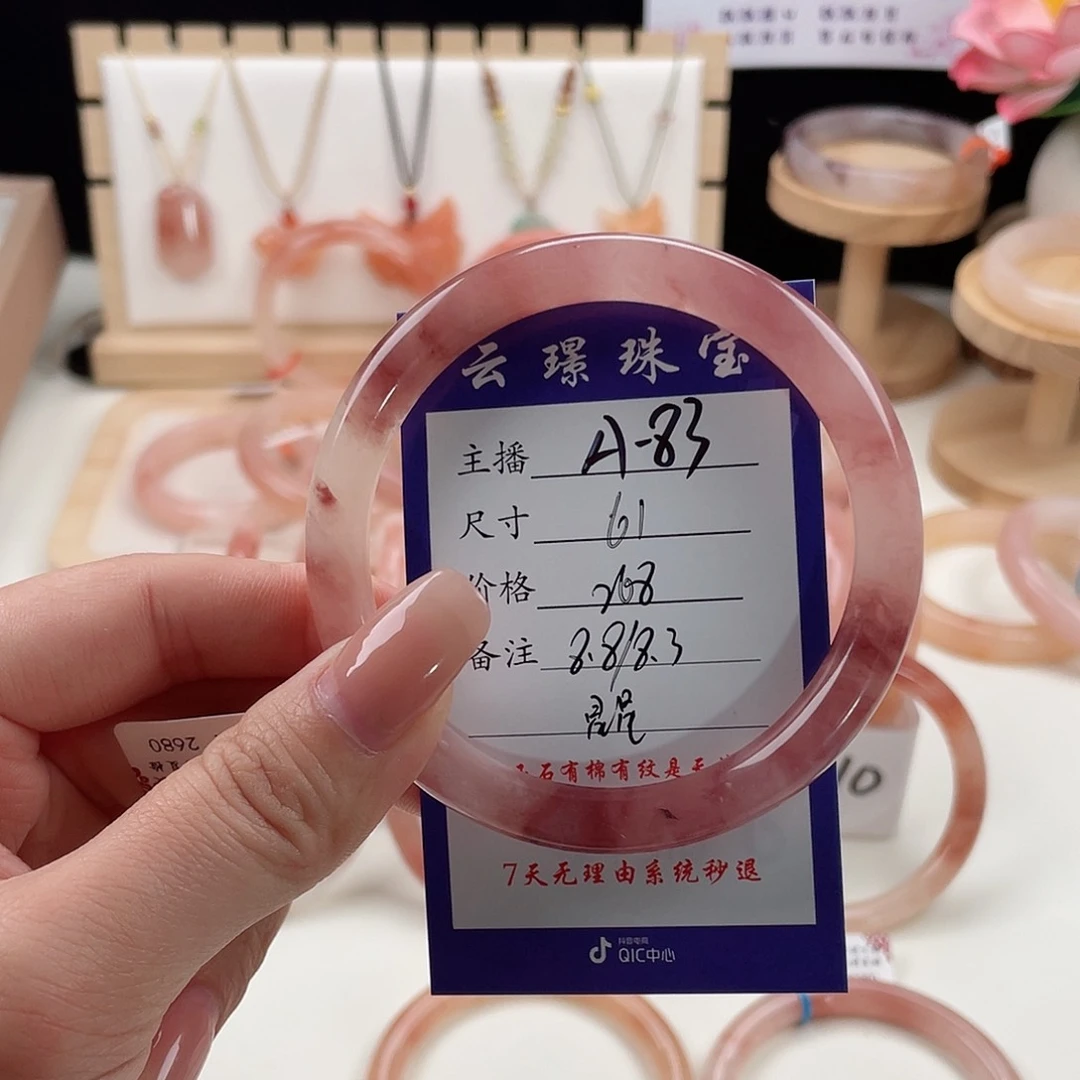 云璟珠宝
主播 A-83
尺寸 61
价格 268
备注 8.8/8.3
石有棉有纹是天
7天无理由系统秒退
抖音电商
QIC中心
2680
10